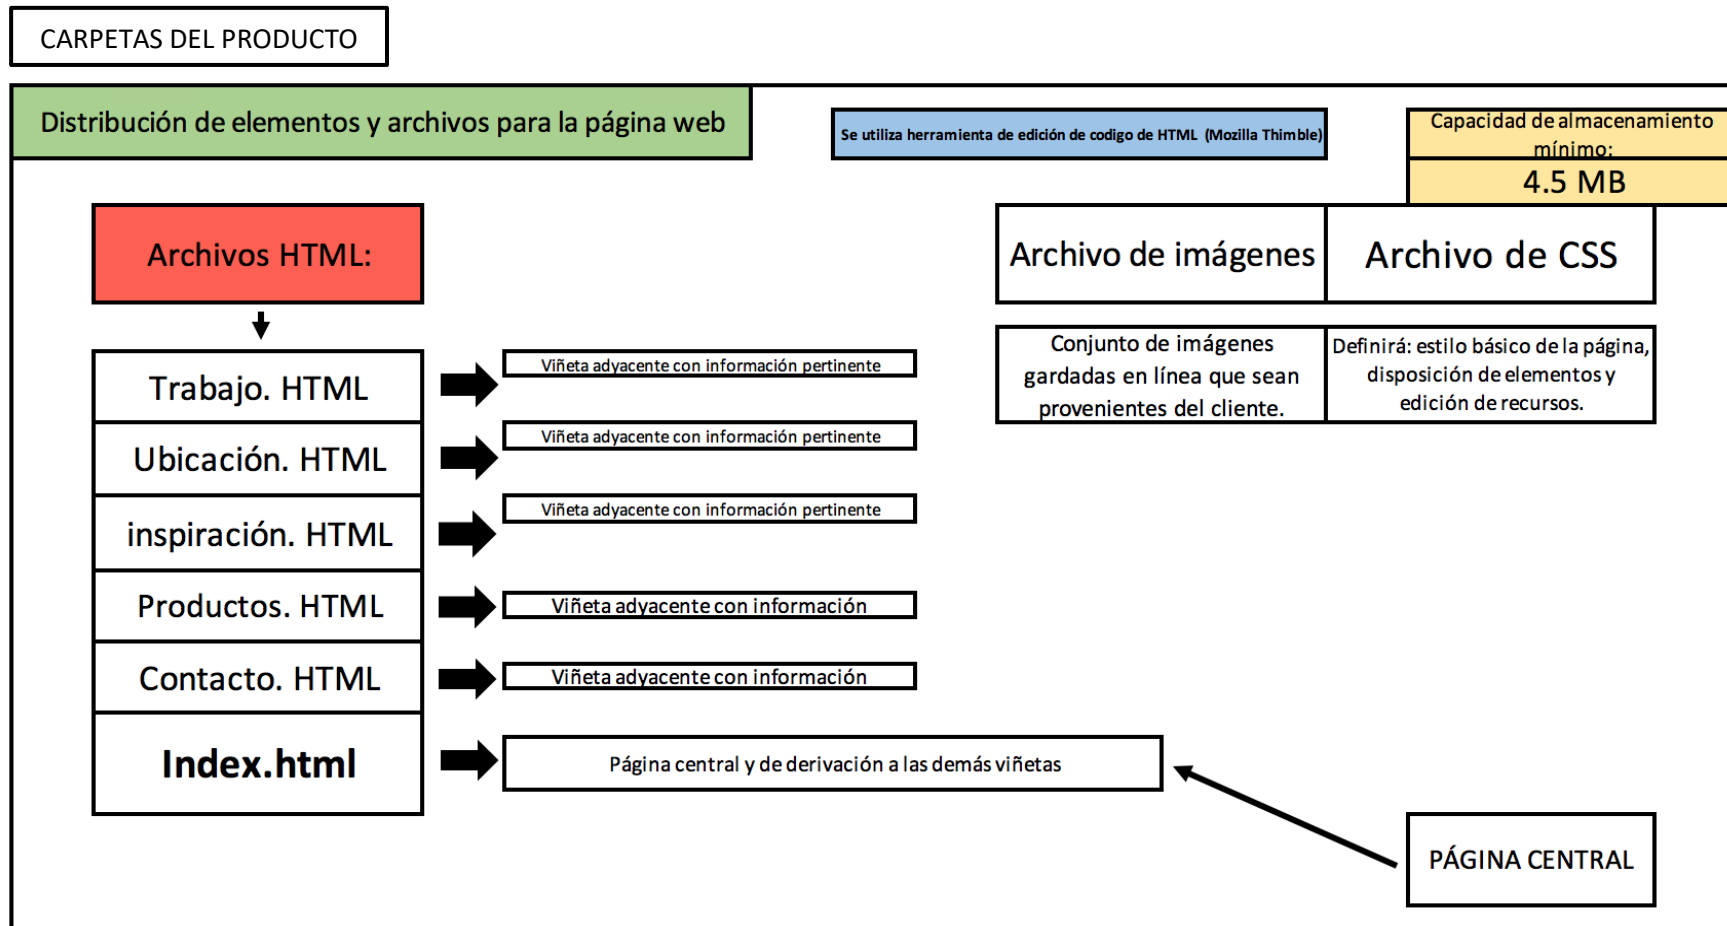 CARPETAS DEL PRODUCTO
Distribución de elementos y archivos para la página web
Se utiliza herramienta de edición de codigo de HTML (Mozilla Thimble)
Capacidad de almacenamiento
mínimo:
4.5 MB
Archivos HTML:
Archivo de imágenes
Archivo de CSS
Conjunto de imágenes
gardadas en línea que sean
provenientes del cliente.
Definirá: estilo básico de la página,
disposición de elementos y
edición de recursos.
Trabajo. HTML
Viñeta adyacente con información pertinente
Ubicación. HTML
Viñeta adyacente con información pertinente
inspiración. HTML
Viñeta adyacente con información pertinente
Productos. HTML
Viñeta adyacente con información
Contacto. HTML
Viñeta adyacente con información
Index.html
Página central y de derivación a las demás viñetas
PÁGINA CENTRAL